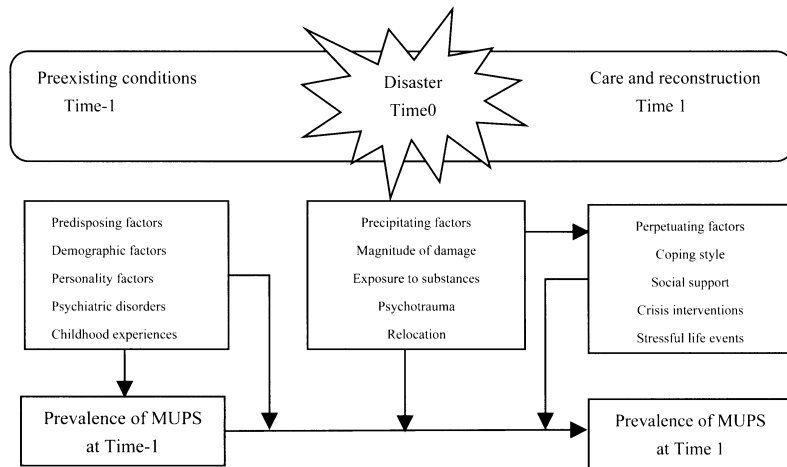 Preexisting conditions
Time-1
Disaster
Time0
Care and reconstruction
Time 1
Predisposing factors
Demographic factors
Personality factors
Psychiatric disorders
Childhood experiences
Precipitating factors
Magnitude of damage
Exposure to substances
Psychotrauma
Relocation
Perpetuating factors
Coping style
Social support
Crisis interventions
Stressful life events
Prevalence of MUPS
at Time-1
Prevalence of MUPS
at Time 1